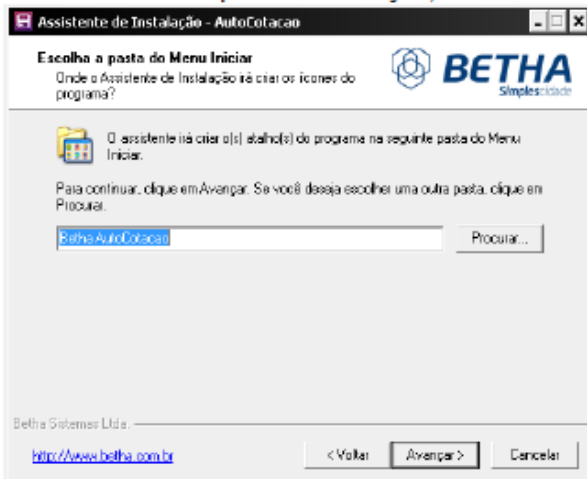 Assistente de Instalação - AutoCotacao
Escolha a pasta do Menu Iniciar
Onde o Assistente de Instalação irá criar os ícones do
programa?
BETHA
Simplescidade
O assistente irá criar o(s) atalho(s) do programa na seguinte pasta do Menu
Iniciar.
Para continuar, clique em Avançar. Se você deseja escolher uma outra pasta, clique em
Procurar.
Betha AutoCotacao
Procurar...
Betha Sistemas Ltda.
http://www.betha.com.br
< Voltar
Avançar >
Cancelar